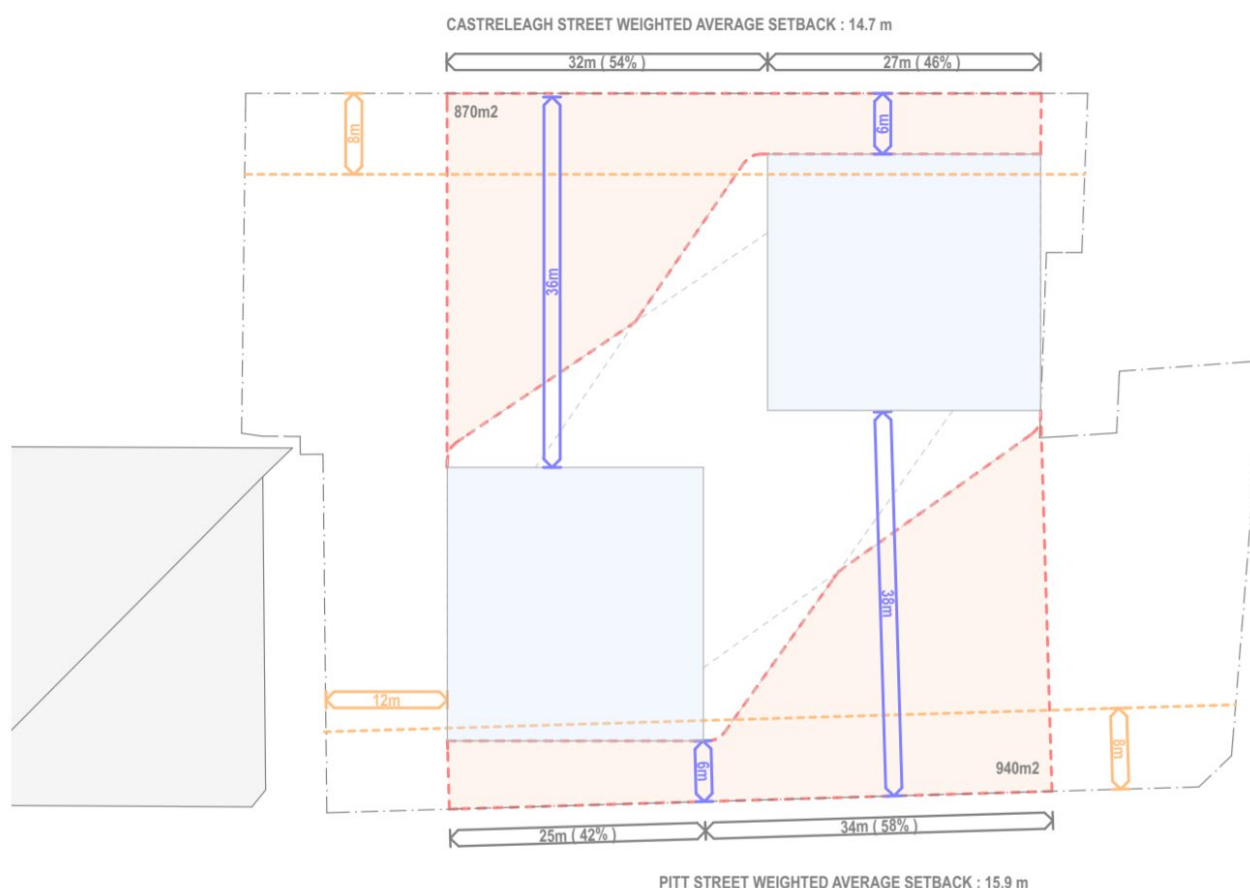 CASTRELEAGH STREET WEIGHTED AVERAGE SETBACK : 14.7 m
32m ( 54% )
27m ( 46% )
870m2
8m
6m
36m
38m
12m
8m
6m
940m2
25m ( 42% )
34m ( 58% )
PITT STREET WEIGHTED AVERAGE SETBACK : 15.9 m